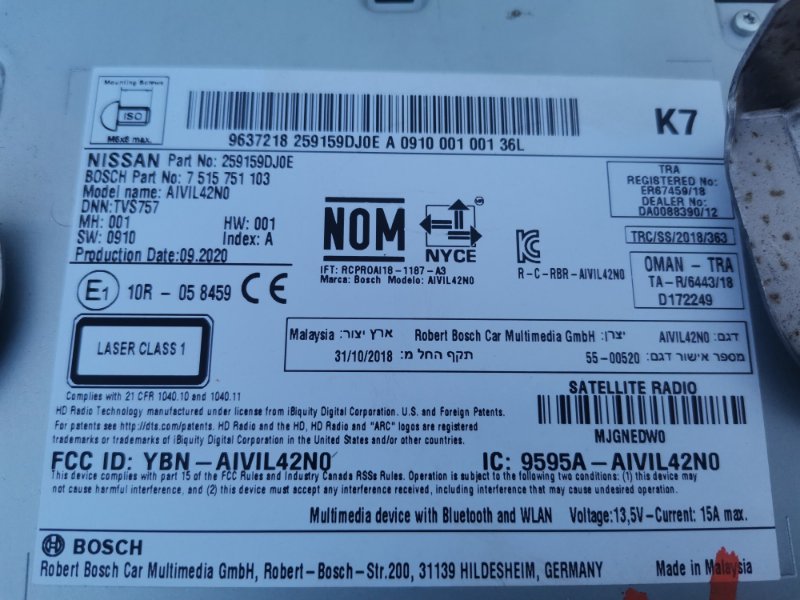 Mounting Screws
ISO
M5x8 max.
9637218 259159DJ0E A 0910 001 001 36L
K7
NISSAN Part No: 259159DJ0E
BOSCH Part No: 7 515 751 103
Model name: AIVIL42N0
DNN:TVS757
MH: 001 HW: 001
SW: 0910 Index: A
Production Date:09.2020
NOM
NYCE
IFT: RCPROAI18-1187-A3
Marca: Bosch Modelo: AIVIL42N0
R-C-RBR-AIVIL42N0
TRA
REGISTERED No:
ER67459/18
DEALER No:
DA0088390/12
TRC/SS/2018/363
OMAN - TRA
TA-R/6443/18
D172249
E1 10R - 05 8459 CE
LASER CLASS 1
דגם: AIVIL42N0 יצרן: Robert Bosch Car Multimedia GmbH ארץ יצור: Malaysia
מספר אישור דגם: 55-00520 תקף החל מ: 31/10/2018
Complies with 21 CFR 1040.10 and 1040.11
HD Radio Technology manufactured under license from iBiquity Digital Corporation. U.S. and Foreign Patents.
For patents see http://dts.com/patents. HD Radio and the HD, HD Radio and "ARC" logos are registered
trademarks or trademarks of iBiquity Digital Corporation in the United States and/or other countries.
SATELLITE RADIO
MJGNEDW0
FCC ID: YBN-AIVIL42N0 IC: 9595A-AIVIL42N0
This device complies with part 15 of the FCC Rules and Industry Canada RSSs Rules. Operation is subject to the following two conditions: (1) this device may
not cause harmful interference, and (2) this device must accept any interference received, including interference that may cause undesired operation.
Multimedia device with Bluetooth and WLAN Voltage:13,5V-Current: 15A max.
BOSCH
Robert Bosch Car Multimedia GmbH, Robert-Bosch-Str.200, 31139 HILDESHEIM, GERMANY Made in Malaysia